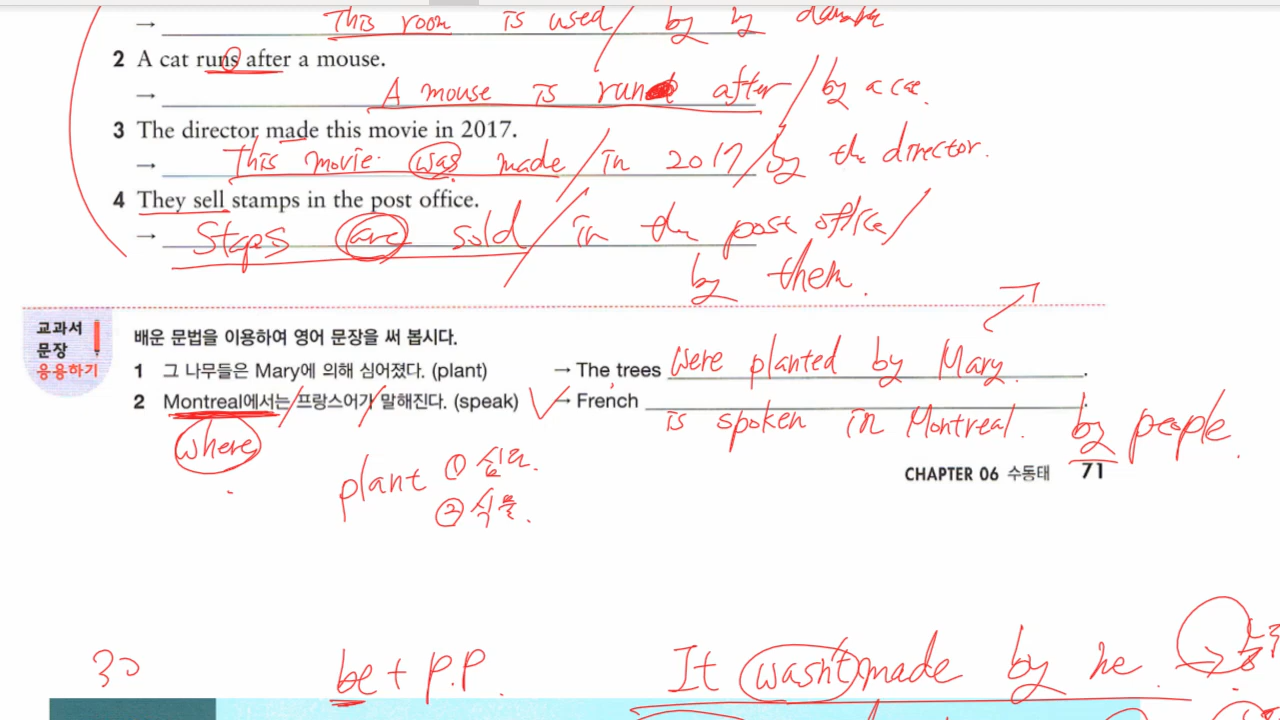 → This room is used / by my daughter
2 A cat runs after a mouse.
→ A mouse is run after / by a cat.
3 The director made this movie in 2017.
→ This movie was made / in 2017 / by the director.
4 They sell stamps in the post office.
→ Staps are sold / in the post office /
by them.
교과서
문장
응용하기
배운 문법을 이용하여 영어 문장을 써 봅시다.
1 그 나무들은 Mary에 의해 심어졌다. (plant) → The trees were planted by Mary.
2 Montreal에서는 / 프랑스어가 / 말해진다. (speak) → French is spoken in Montreal. by people.
where
plant ① 심다.
② 식물.
CHAPTER 06 수동태 71
30 be + P.P. It wasn't made by he. →